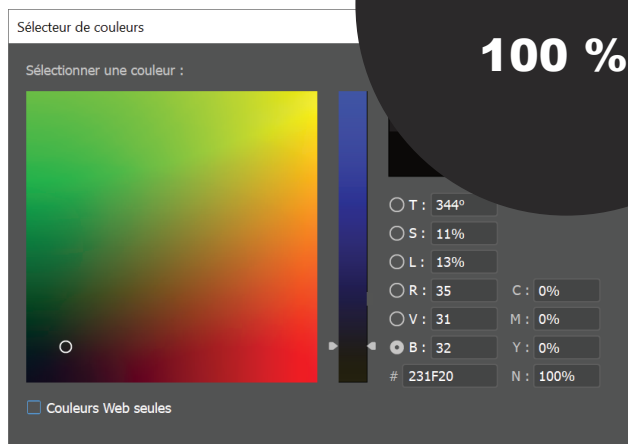 Sélecteur de couleurs
100 %
Sélectionner une couleur :
T : 344º
S : 11%
L : 13%
R : 35 C : 0%
V : 31 M : 0%
B : 32 Y : 0%
# 231F20 N : 100%
Couleurs Web seules